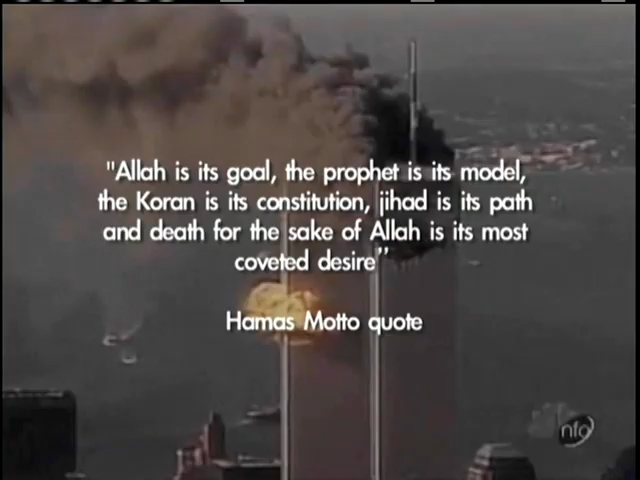 "Allah is its goal, the prophet is its model,
the Koran is its constitution, jihad is its path
and death for the sake of Allah is its most
coveted desire"
Hamas Motto quote
nfo